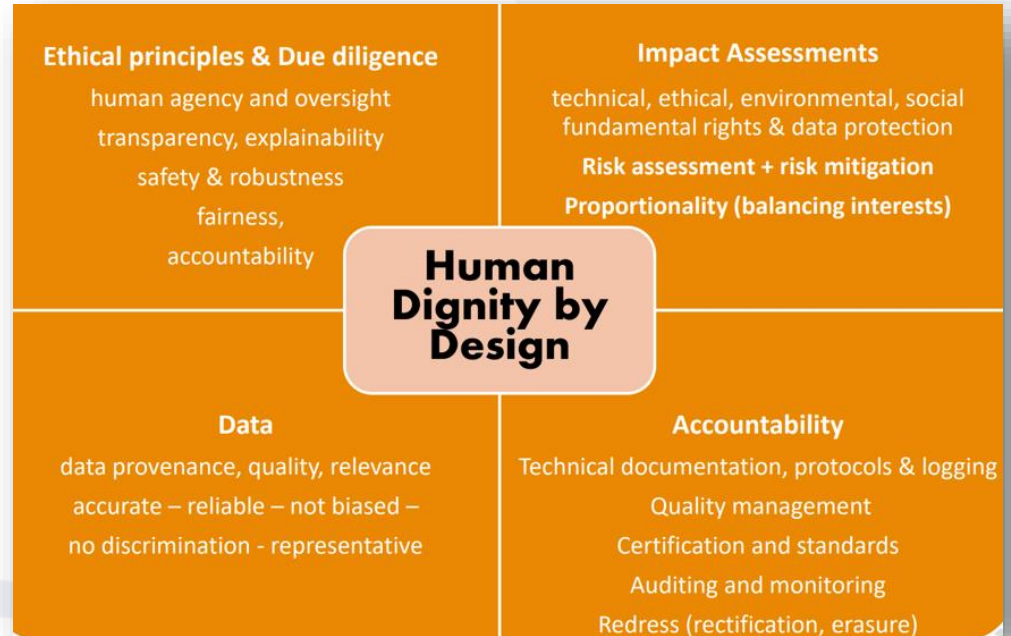 Ethical principles & Due diligence
human agency and oversight
transparency, explainability
safety & robustness
fairness,
accountability
Impact Assessments
technical, ethical, environmental, social
fundamental rights & data protection
Risk assessment + risk mitigation
Proportionality (balancing interests)
Human
Dignity by
Design
Data
data provenance, quality, relevance
accurate – reliable – not biased –
no discrimination - representative
Accountability
Technical documentation, protocols & logging
Quality management
Certification and standards
Auditing and monitoring
Redress (rectification, erasure)